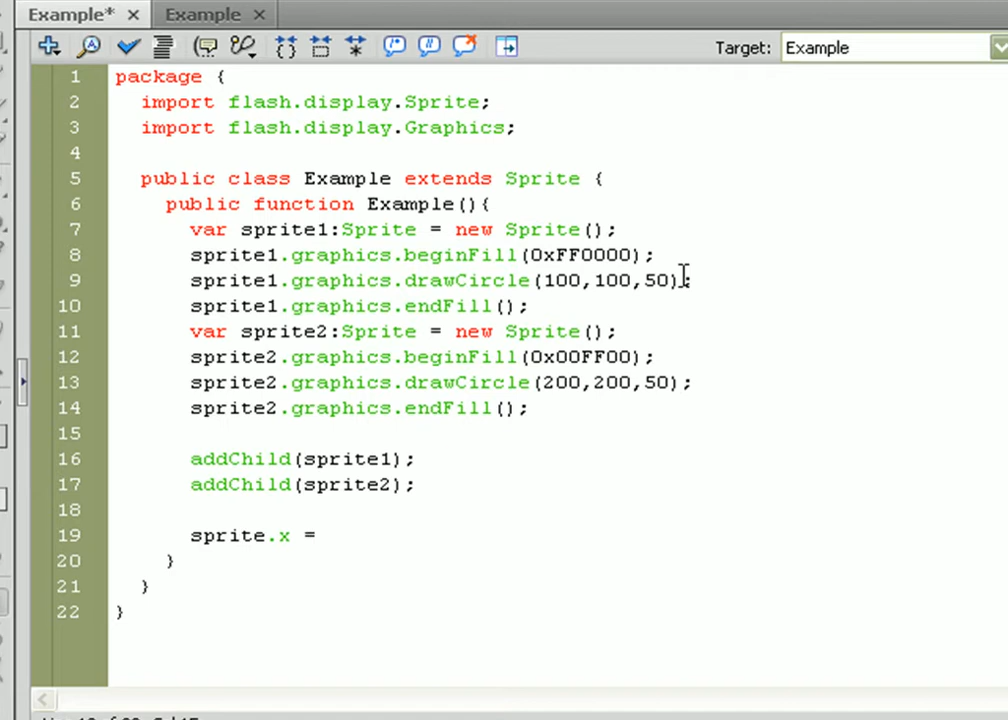 Example* × Example ×
Target: Example
1 package {
2 import flash.display.Sprite;
3 import flash.display.Graphics;
4
5 public class Example extends Sprite {
6 public function Example(){
7 var sprite1:Sprite = new Sprite();
8 sprite1.graphics.beginFill(0xFF0000);
9 sprite1.graphics.drawCircle(100,100,50);
10 sprite1.graphics.endFill();
11 var sprite2:Sprite = new Sprite();
12 sprite2.graphics.beginFill(0x00FF00);
13 sprite2.graphics.drawCircle(200,200,50);
14 sprite2.graphics.endFill();
15
16 addChild(sprite1);
17 addChild(sprite2);
18
19 sprite.x =
20 }
21 }
22 }